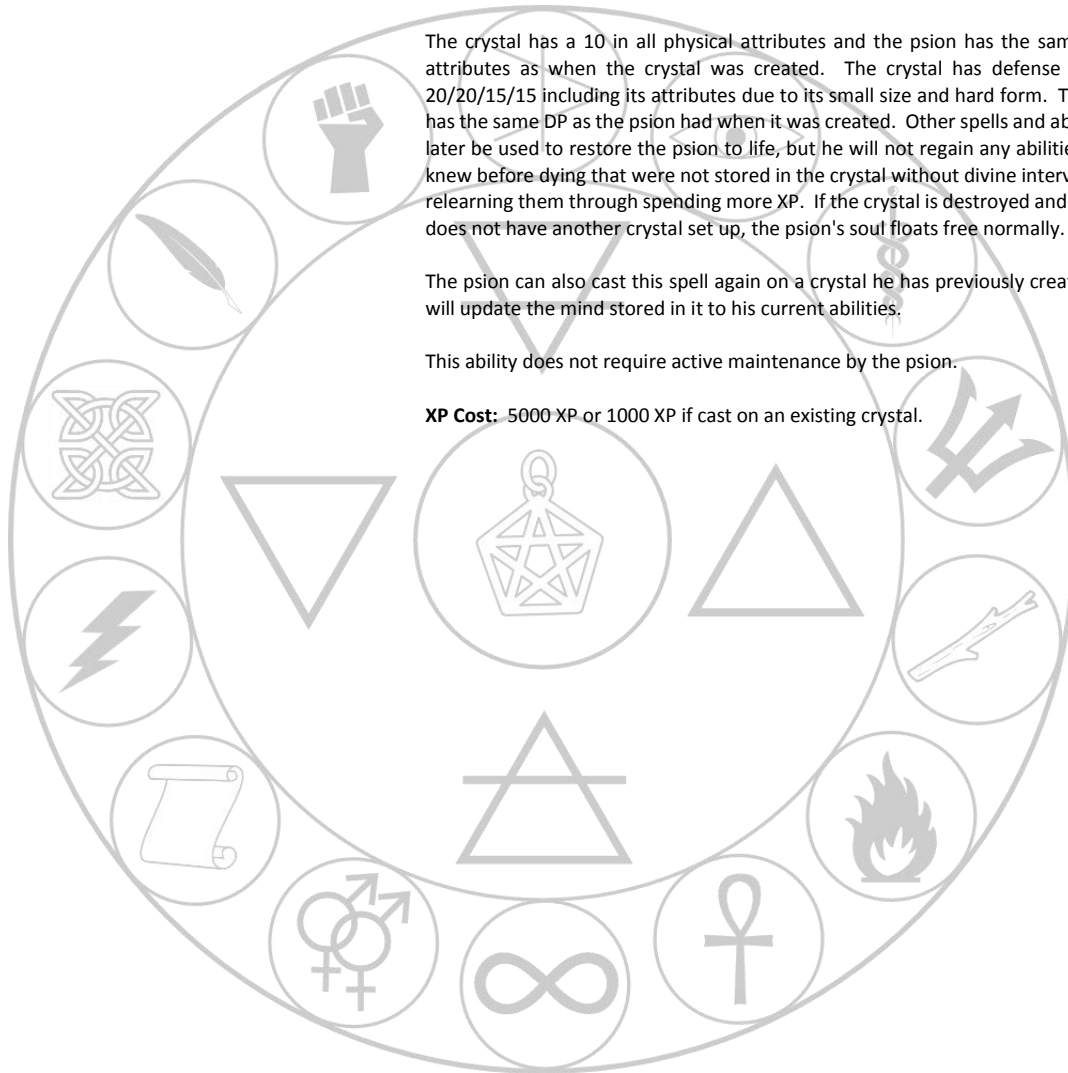 The crystal has a 10 in all physical attributes and the psion has the sam
attributes as when the crystal was created. The crystal has defense
20/20/15/15 including its attributes due to its small size and hard form. T
has the same DP as the psion had when it was created. Other spells and ab
later be used to restore the psion to life, but he will not regain any abilitie
knew before dying that were not stored in the crystal without divine interv
relearning them through spending more XP. If the crystal is destroyed and
does not have another crystal set up, the psion's soul floats free normally.
The psion can also cast this spell again on a crystal he has previously creat
will update the mind stored in it to his current abilities.
This ability does not require active maintenance by the psion.
XP Cost: 5000 XP or 1000 XP if cast on an existing crystal.